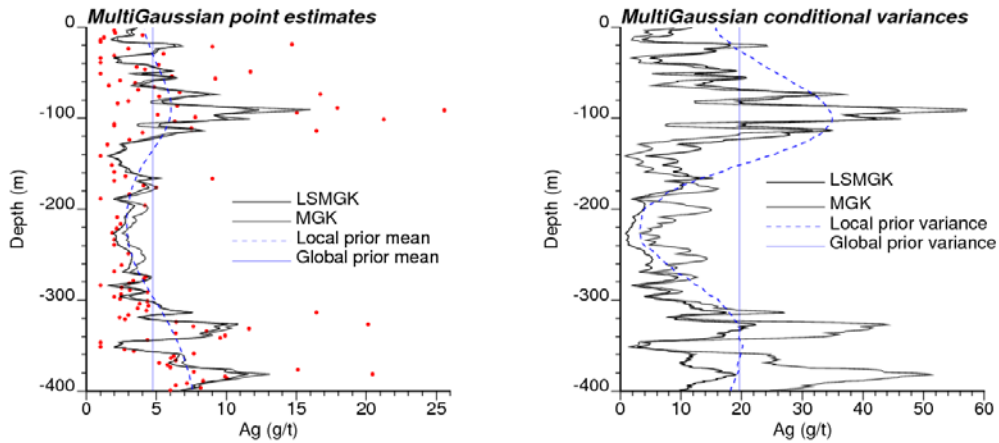 MultiGaussian point estimates
0
-100
-200
-300
-400
Depth (m)
LSMGK
MGK
Local prior mean
Global prior mean
0 5 10 15 20 25
Ag (g/t)
MultiGaussian conditional variances
0
-100
-200
-300
-400
Depth (m)
LSMGK
MGK
Local prior variance
Global prior variance
0 10 20 30 40 50 60
Ag (g/t)